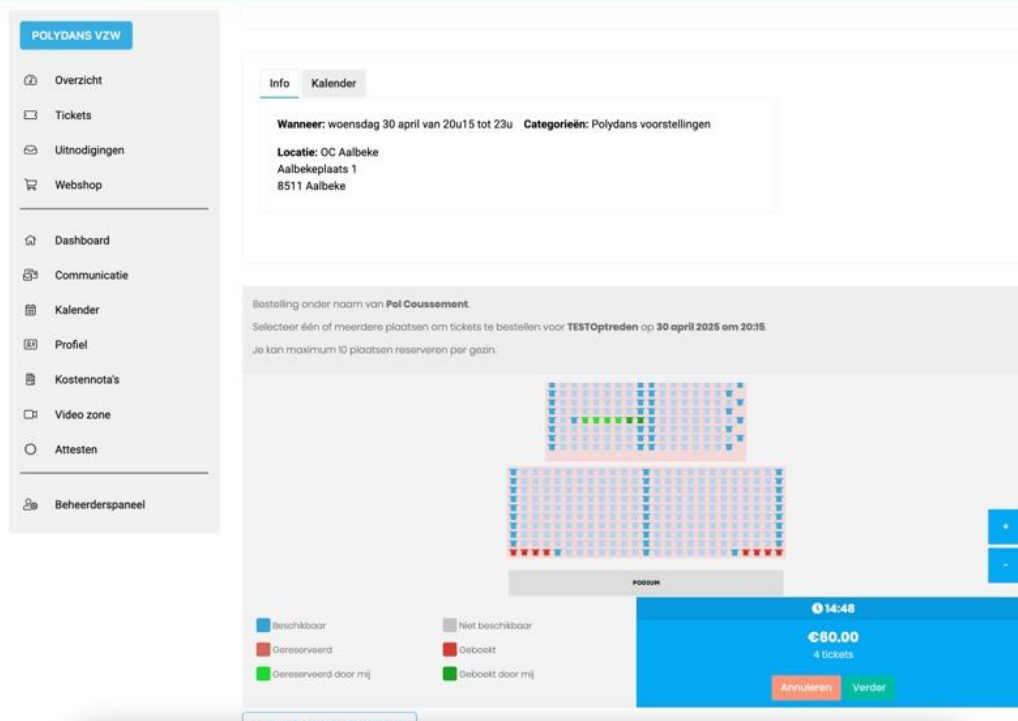 POLYDANS VZW
Overzicht
Tickets
Uitnodigingen
Webshop
Dashboard
Communicatie
Kalender
Profiel
Kostennota's
Video zone
Attesten
Beheerderspaneel
Info Kalender
Wanneer: woensdag 30 april van 20u15 tot 23u Categorieën: Polydans voorstellingen
Locatie: OC Aalbeke
Aalbekeplaats 1
8511 Aalbeke
Bestelling onder naam van Pol Coussement.
Selecteer één of meerdere plaatsen om tickets te bestellen voor TESTOptreden op 30 april 2025 om 20:15.
Je kan maximum 10 plaatsen reserveren per gezin.
+
-
PODIUM
Beschikbaar Niet beschikbaar
Gereserveerd Geboekt
Gereserveerd door mij Geboekt door mij
14:48
€60.00
4 tickets
Annuleren Verder